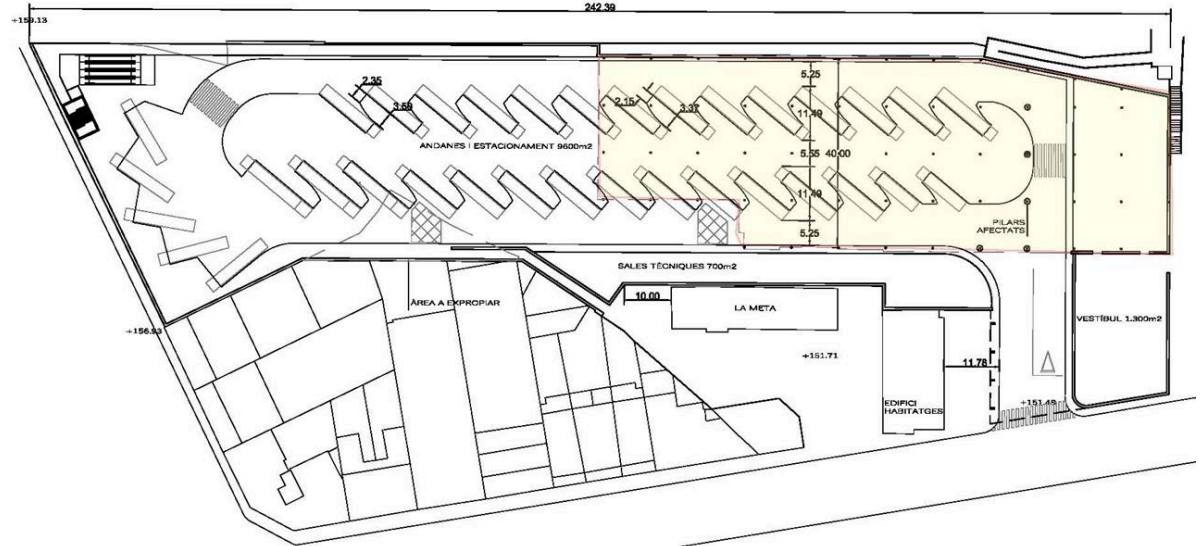 242.39
+159.13
2.35
3.59
2.15
3.37
5.25
11.49
ANDANES I ESTACIONAMENT 9600m2
5.55
40.00
11.49
5.25
PILARS
AFECTATS
SALES TÈCNIQUES 700m2
ÀREA A EXPROPIAR
10.00
LA META
VESTÍBUL 1.300m2
+156.93
+151.71
11.78
EDIFICI
HABITATGES
+151.48